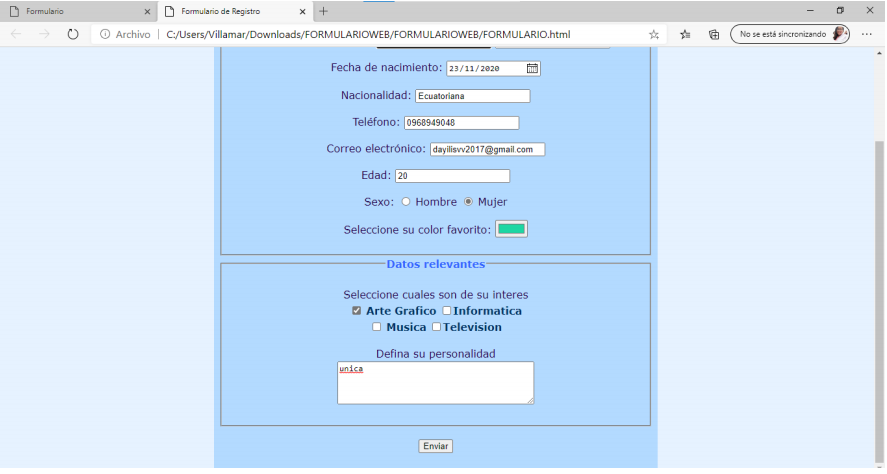 Formulario
Formulario de Registro
Archivo
C:/Users/Villamar/Downloads/FORMULARIOWEB/FORMULARIOWEB/FORMULARIO.html
No se está sincronizando
Fecha de nacimiento: 23/11/2020
Nacionalidad: Ecuatoriana
Teléfono: 0968949048
Correo electrónico: dayilisvv2017@gmail.com
Edad: 20
Sexo: Hombre Mujer
Seleccione su color favorito:
Datos relevantes
Seleccione cuales son de su interes
Arte Grafico Informatica
Musica Television
Defina su personalidad
unica
Enviar